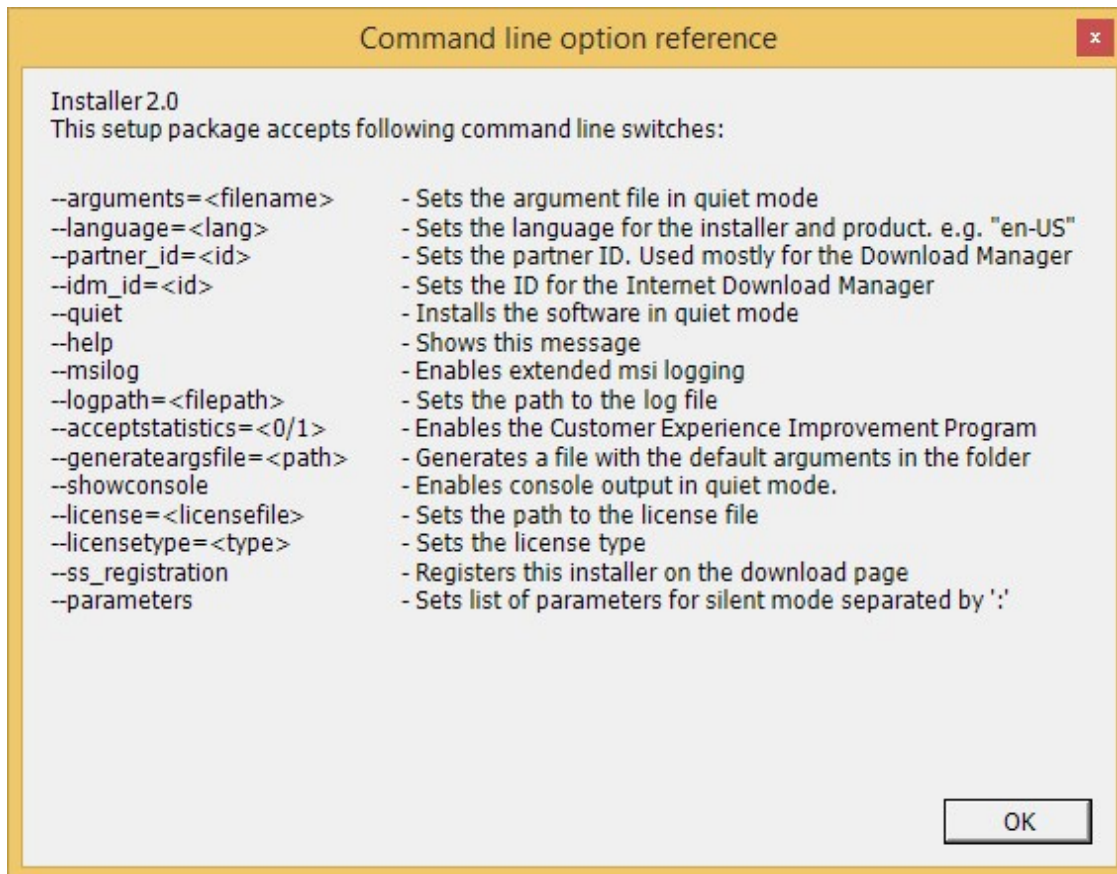 Command line option reference
x
Installer 2.0
This setup package accepts following command line switches:
--arguments=<filename> - Sets the argument file in quiet mode
--language=<lang> - Sets the language for the installer and product. e.g. "en-US"
--partner_id=<id> - Sets the partner ID. Used mostly for the Download Manager
--idm_id=<id> - Sets the ID for the Internet Download Manager
--quiet - Installs the software in quiet mode
--help - Shows this message
--msilog - Enables extended msi logging
--logpath=<filepath> - Sets the path to the log file
--acceptstatistics=<0/1> - Enables the Customer Experience Improvement Program
--generateargsfile=<path> - Generates a file with the default arguments in the folder
--showconsole - Enables console output in quiet mode.
--license=<licensefile> - Sets the path to the license file
--licensetype=<type> - Sets the license type
--ss_registration - Registers this installer on the download page
--parameters - Sets list of parameters for silent mode separated by ':'
OK